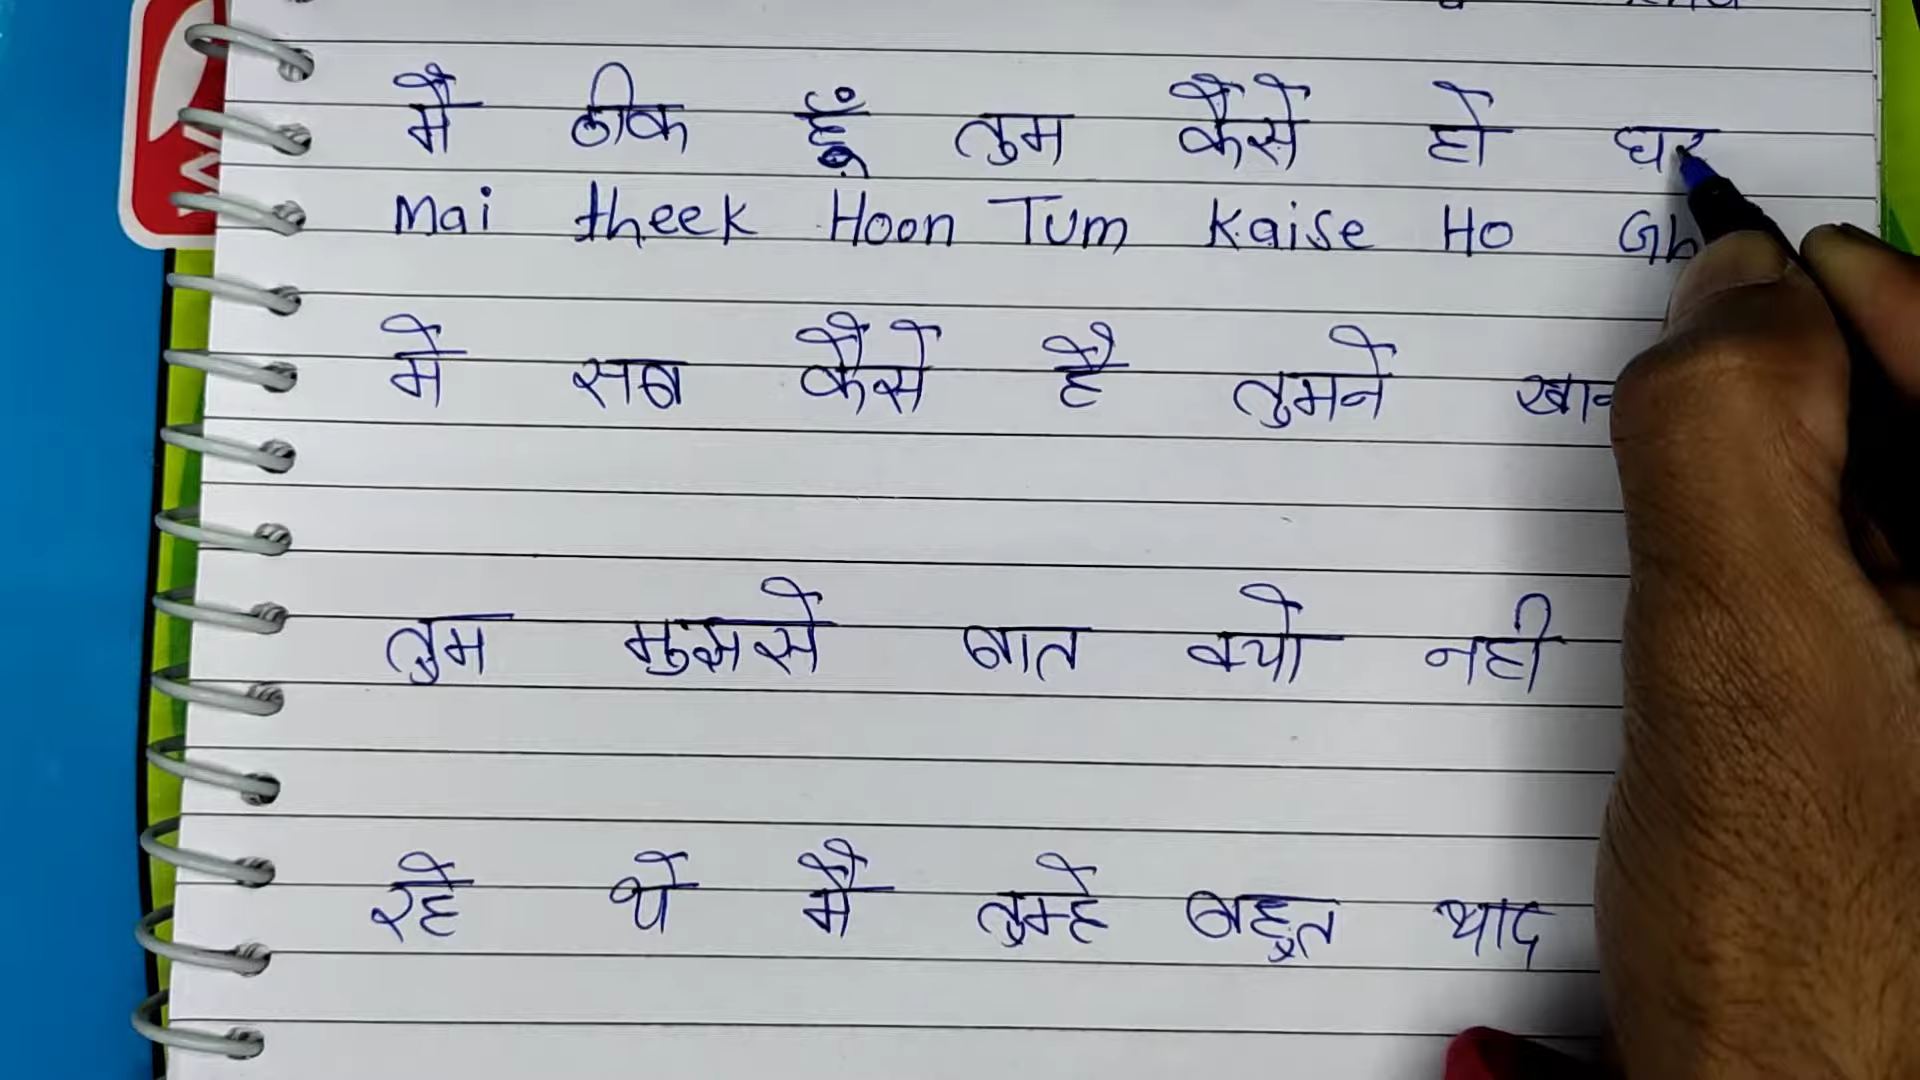 मै ठीक हूँ तुम कैसे हो घर
Mai theek Hoon Tum Kaise Ho
मे सब कैसे है तुमने
तुम मुझसे बात क्यो नही
रहे थे मै तुम्हे बहुत याद